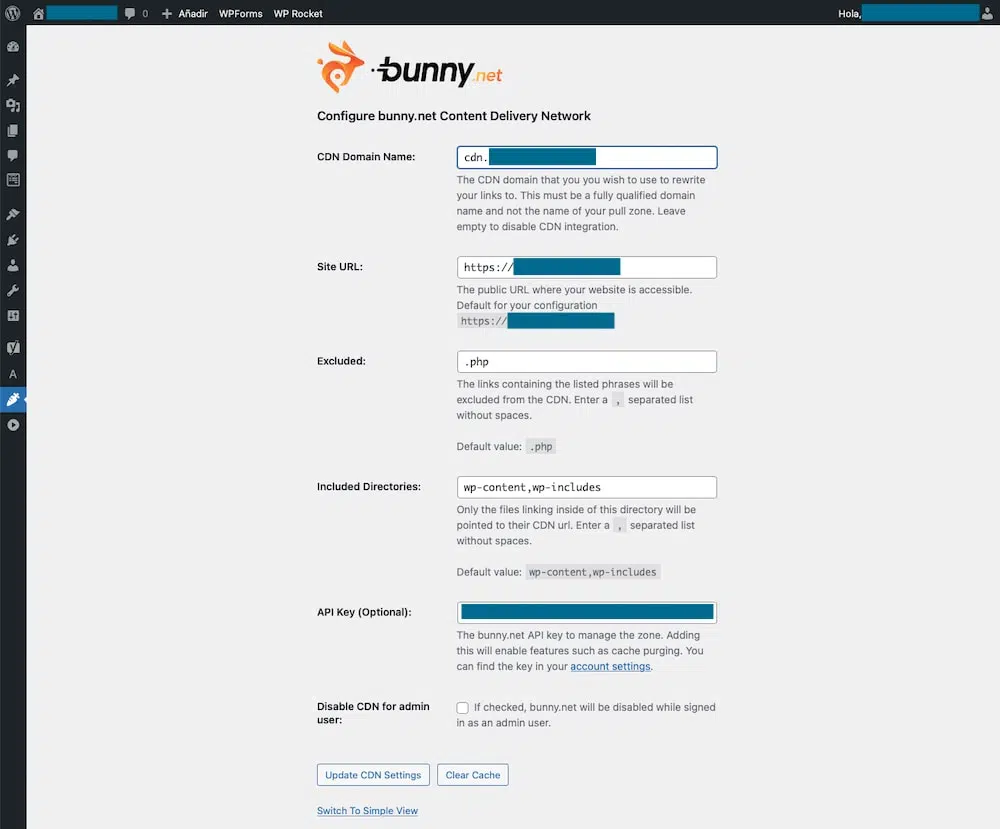 0 Añadir WPForms WP Rocket Hola,
bunny.net
Configure bunny.net Content Delivery Network
CDN Domain Name:
cdn.
The CDN domain that you you wish to use to rewrite
your links to. This must be a fully qualified domain
name and not the name of your pull zone. Leave
empty to disable CDN integration.
Site URL:
https://
The public URL where your website is accessible.
Default for your configuration
https://
Excluded:
.php
The links containing the listed phrases will be
excluded from the CDN. Enter a , separated list
without spaces.
Default value: .php
Included Directories:
wp-content,wp-includes
Only the files linking inside of this directory will be
pointed to their CDN url. Enter a , separated list
without spaces.
Default value: wp-content,wp-includes
API Key (Optional):
The bunny.net API key to manage the zone. Adding
this will enable features such as cache purging. You
can find the key in your account settings.
Disable CDN for admin
user:
If checked, bunny.net will be disabled while signed
in as an admin user.
Update CDN Settings Clear Cache
Switch To Simple View